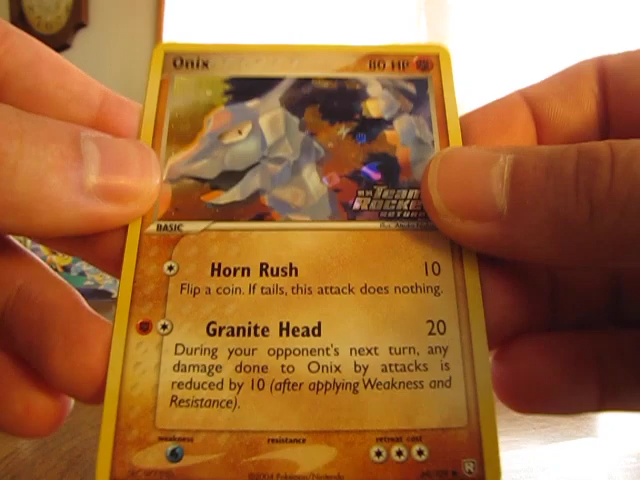 Onix 80 HP
EX Team
Rocket
RETURNS
BASIC
Horn Rush 10
Flip a coin. If tails, this attack does nothing.
Granite Head 20
During your opponent's next turn, any
damage done to Onix by attacks is
reduced by 10 (after applying Weakness and
Resistance).
weakness resistance retreat cost
©2004 Pokémon/Nintendo
R